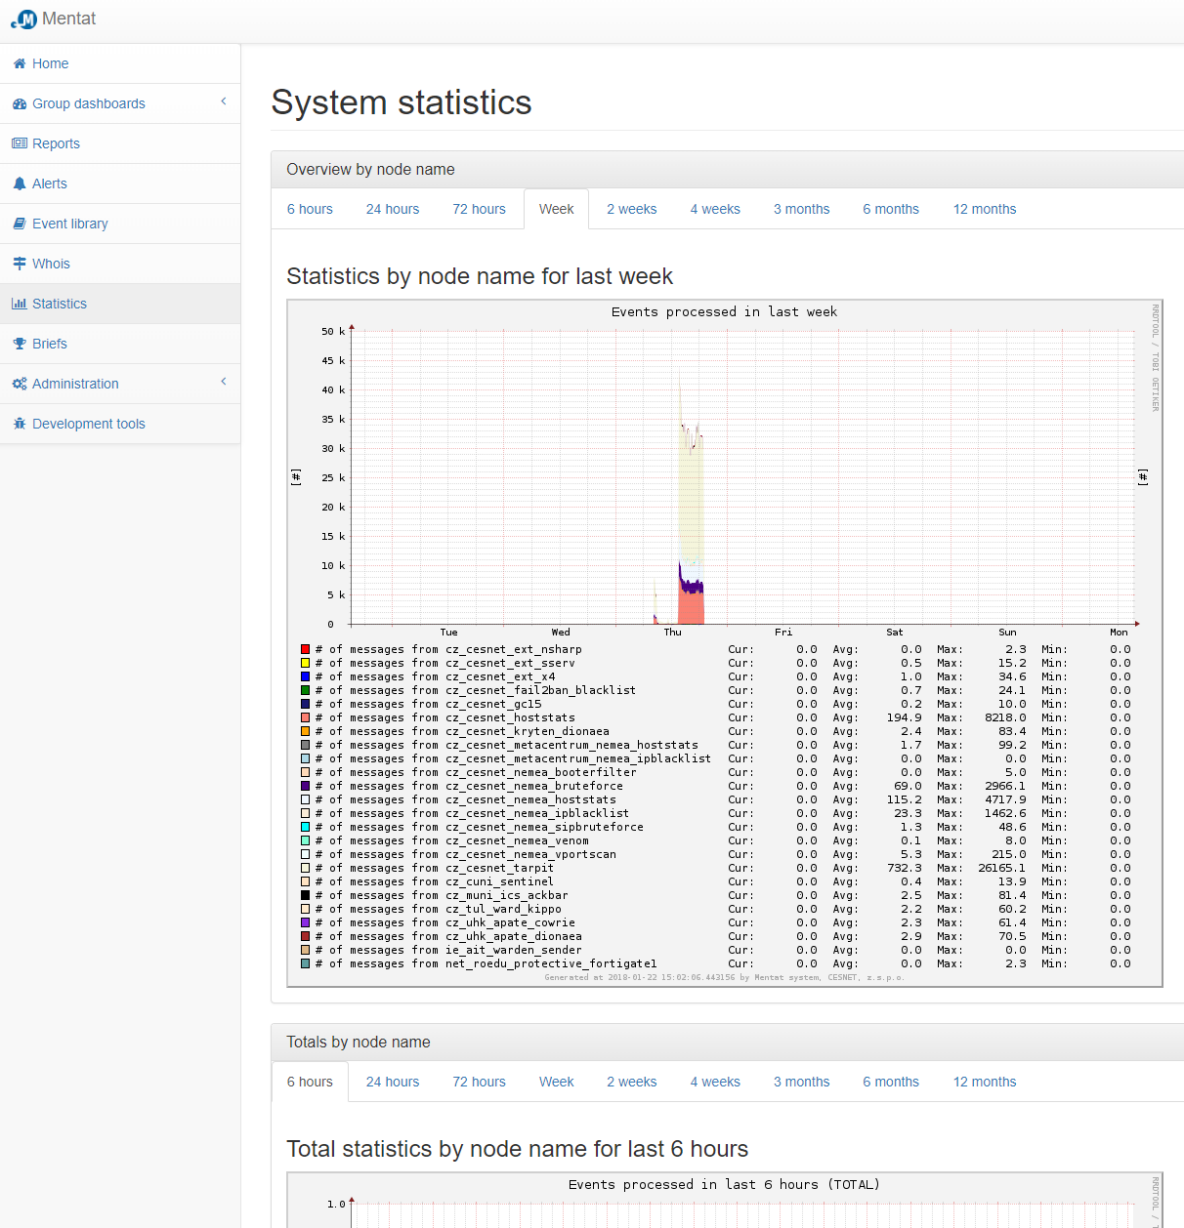 Mentat
Home
Group dashboards
Reports
Alerts
Event library
Whois
Statistics
Briefs
Administration
Development tools
System statistics
Overview by node name
6 hours 24 hours 72 hours Week 2 weeks 4 weeks 3 months 6 months 12 months
Statistics by node name for last week
Events processed in last week
RRDTOOL / TOBI OETIKER
50 k
45 k
40 k
35 k
30 k
25 k
20 k
15 k
10 k
5 k
0
[#]
[#]
Tue Wed Thu Fri Sat Sun Mon
# of messages from cz_cesnet_ext_nsharp Cur: 0.0 Avg: 0.0 Max: 2.3 Min: 0.0
# of messages from cz_cesnet_ext_sserv Cur: 0.0 Avg: 0.5 Max: 15.2 Min: 0.0
# of messages from cz_cesnet_ext_x4 Cur: 0.0 Avg: 1.0 Max: 34.6 Min: 0.0
# of messages from cz_cesnet_fail2ban_blacklist Cur: 0.0 Avg: 0.7 Max: 24.1 Min: 0.0
# of messages from cz_cesnet_gc15 Cur: 0.0 Avg: 0.2 Max: 10.0 Min: 0.0
# of messages from cz_cesnet_hoststats Cur: 0.0 Avg: 194.9 Max: 8218.0 Min: 0.0
# of messages from cz_cesnet_kryten_dionaea Cur: 0.0 Avg: 2.4 Max: 83.4 Min: 0.0
# of messages from cz_cesnet_metacentrum_nemea_hoststats Cur: 0.0 Avg: 1.7 Max: 99.2 Min: 0.0
# of messages from cz_cesnet_metacentrum_nemea_ipblacklist Cur: 0.0 Avg: 0.0 Max: 0.0 Min: 0.0
# of messages from cz_cesnet_nemea_booterfilter Cur: 0.0 Avg: 0.0 Max: 5.0 Min: 0.0
# of messages from cz_cesnet_nemea_bruteforce Cur: 0.0 Avg: 69.0 Max: 2966.1 Min: 0.0
# of messages from cz_cesnet_nemea_hoststats Cur: 0.0 Avg: 115.2 Max: 4717.9 Min: 0.0
# of messages from cz_cesnet_nemea_ipblacklist Cur: 0.0 Avg: 23.3 Max: 1462.6 Min: 0.0
# of messages from cz_cesnet_nemea_sipbruteforce Cur: 0.0 Avg: 1.3 Max: 48.6 Min: 0.0
# of messages from cz_cesnet_nemea_venom Cur: 0.0 Avg: 0.1 Max: 8.0 Min: 0.0
# of messages from cz_cesnet_nemea_vportscan Cur: 0.0 Avg: 5.3 Max: 215.0 Min: 0.0
# of messages from cz_cesnet_tarpit Cur: 0.0 Avg: 732.3 Max: 26165.1 Min: 0.0
# of messages from cz_cuni_sentinel Cur: 0.0 Avg: 0.4 Max: 13.9 Min: 0.0
# of messages from cz_muni_ics_ackbar Cur: 0.0 Avg: 2.5 Max: 81.4 Min: 0.0
# of messages from cz_tul_ward_kippo Cur: 0.0 Avg: 2.2 Max: 60.2 Min: 0.0
# of messages from cz_uhk_apate_cowrie Cur: 0.0 Avg: 2.3 Max: 61.4 Min: 0.0
# of messages from cz_uhk_apate_dionaea Cur: 0.0 Avg: 2.9 Max: 70.5 Min: 0.0
# of messages from ie_ait_warden_sender Cur: 0.0 Avg: 0.0 Max: 0.0 Min: 0.0
# of messages from net_roedu_protective_fortigate1 Cur: 0.0 Avg: 0.0 Max: 2.3 Min: 0.0
Generated at 2018-01-22 15:02:06.443156 by Mentat system, CESNET, z.s.p.o.
Totals by node name
6 hours 24 hours 72 hours Week 2 weeks 4 weeks 3 months 6 months 12 months
Total statistics by node name for last 6 hours
Events processed in last 6 hours (TOTAL)
RRDTOOL /
1.0